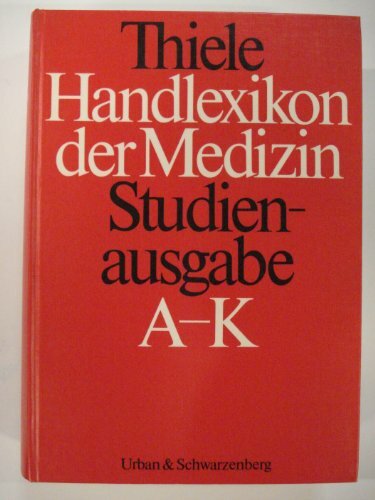 Thiele
Handlexikon
der Medizin
Studien-
ausgabe
A–K
Urban & Schwarzenberg